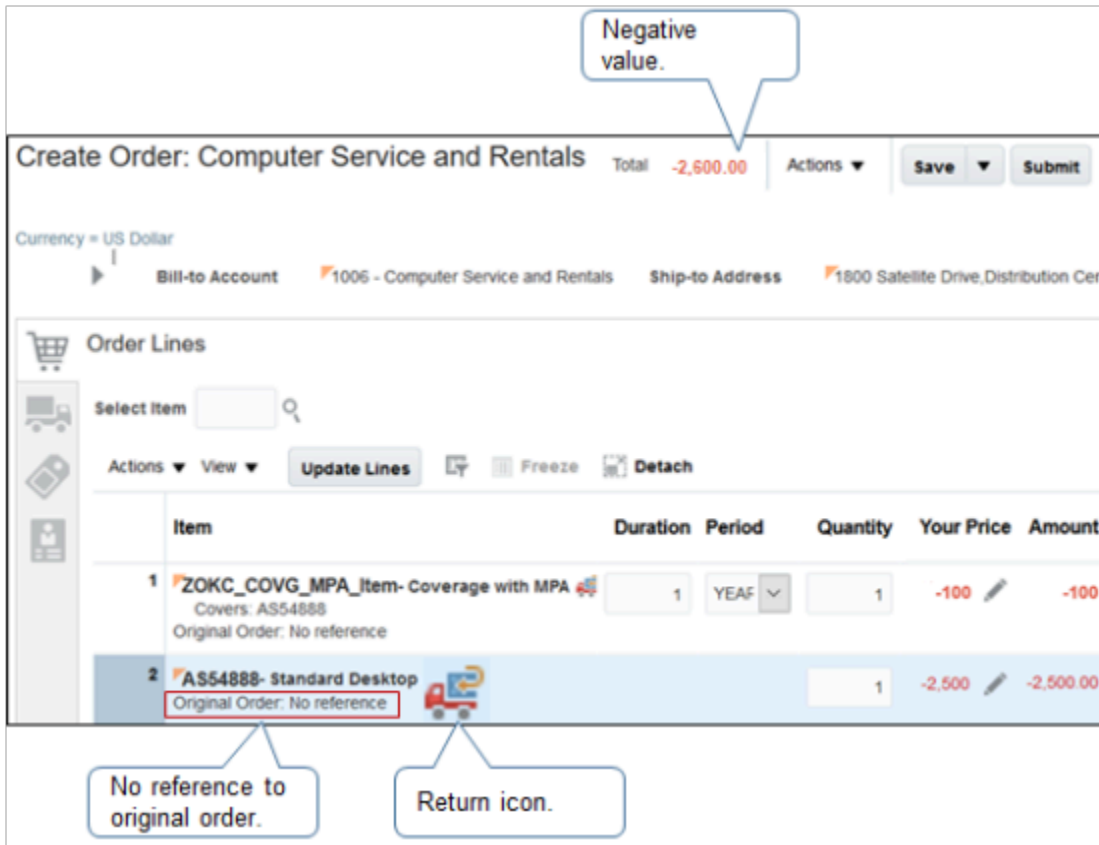 Negative
value.
Create Order: Computer Service and Rentals Total -2,600.00 Actions Save Submit
Currency = US Dollar
Bill-to Account 1006 - Computer Service and Rentals Ship-to Address 1800 Satellite Drive,Distribution Cer
Order Lines
Select Item
Actions View Update Lines Freeze Detach
Item Duration Period Quantity Your Price Amount
1 ZOKC_COVG_MPA_Item- Coverage with MPA 1 YEAR 1 -100 -100
Covers: AS54888
Original Order: No reference
2 AS54888- Standard Desktop 1 -2,500 -2,500.00
Original Order: No reference
No reference to
original order.
Return icon.